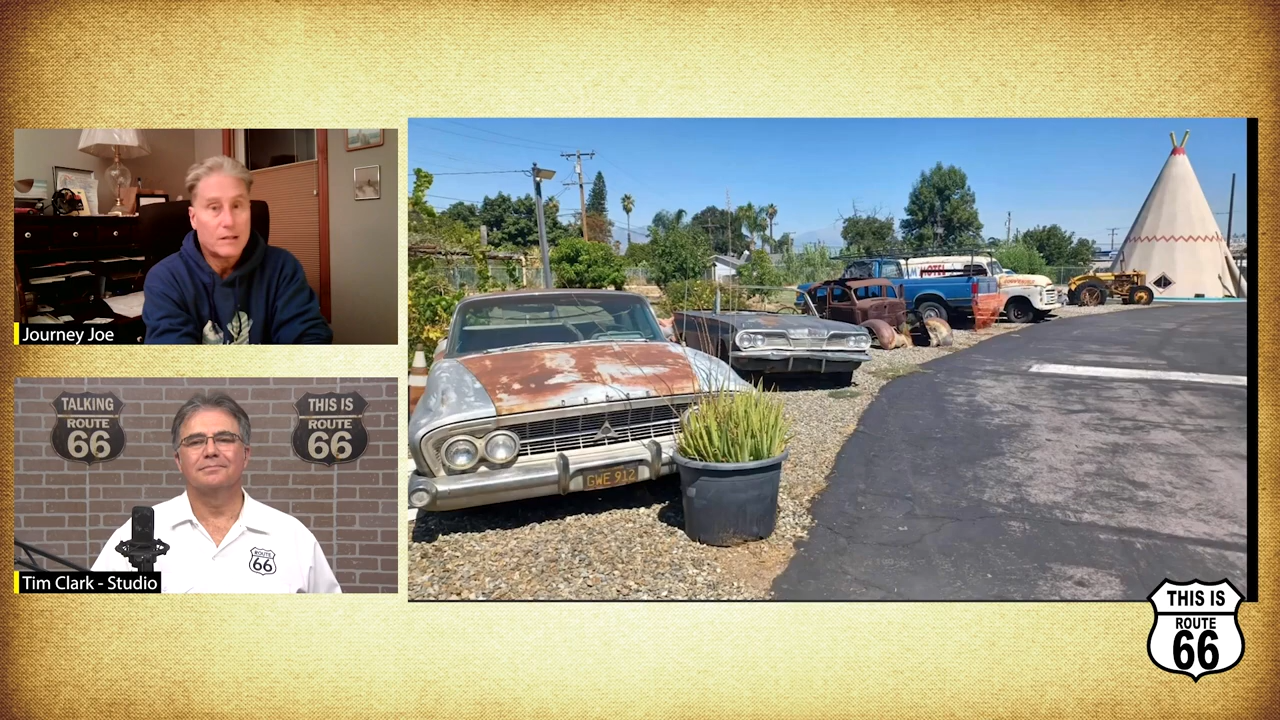 Journey Joe
TALKING
ROUTE
66
THIS IS
ROUTE
66
ROUTE
66
Tim Clark - Studio
MOTEL
GWE 912
THIS IS
ROUTE
66